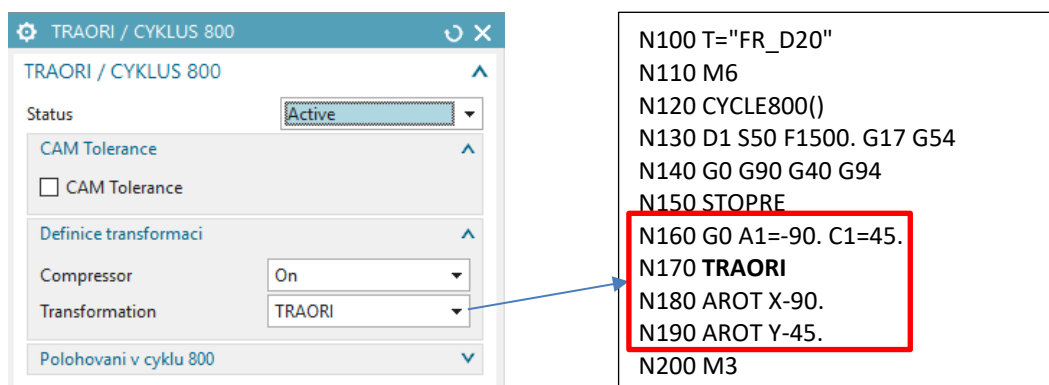 TRAORI / CYKLUS 800
TRAORI / CYKLUS 800
Status Active
CAM Tolerance
CAM Tolerance
Definice transformaci
Compressor On
Transformation TRAORI
Polohovani v cyklu 800
N100 T="FR_D20"
N110 M6
N120 CYCLE800()
N130 D1 S50 F1500. G17 G54
N140 G0 G90 G40 G94
N150 STOPRE
N160 G0 A1=-90. C1=45.
N170 TRAORI
N180 AROT X-90.
N190 AROT Y-45.
N200 M3